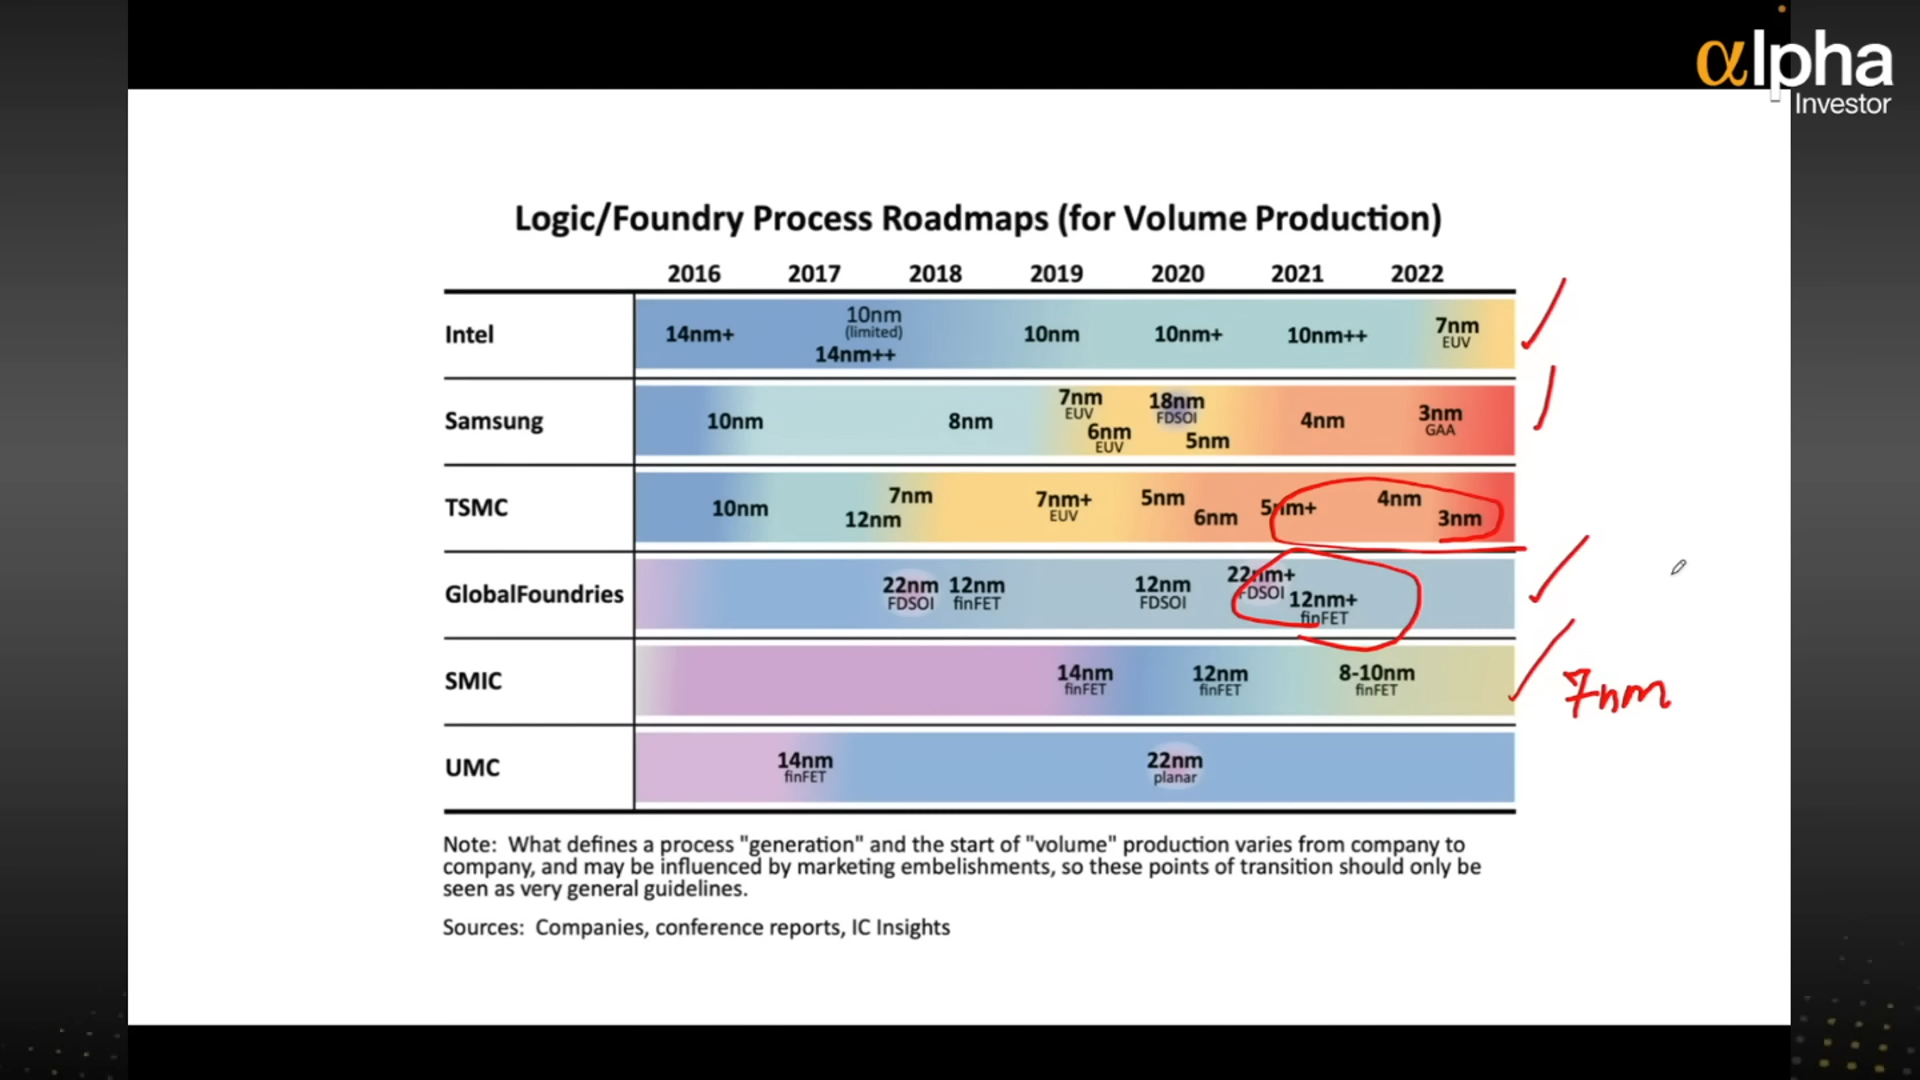 αlpha
Investor
Logic/Foundry Process Roadmaps (for Volume Production)
2016 2017 2018 2019 2020 2021 2022
Intel
14nm+
10nm
(limited)
14nm++
10nm
10nm+
10nm++
7nm
EUV
Samsung
10nm
8nm
7nm
EUV
6nm
EUV
18nm
FDSOI
5nm
4nm
3nm
GAA
TSMC
10nm
7nm
12nm
7nm+
EUV
5nm
6nm
5nm+
4nm
3nm
GlobalFoundries
22nm
FDSOI
12nm
finFET
12nm
FDSOI
22nm+
FDSOI
12nm+
finFET
SMIC
14nm
finFET
12nm
finFET
8-10nm
finFET
7nm
UMC
14nm
finFET
22nm
planar
Note: What defines a process "generation" and the start of "volume" production varies from company to
company, and may be influenced by marketing embelishments, so these points of transition should only be
seen as very general guidelines.
Sources: Companies, conference reports, IC Insights